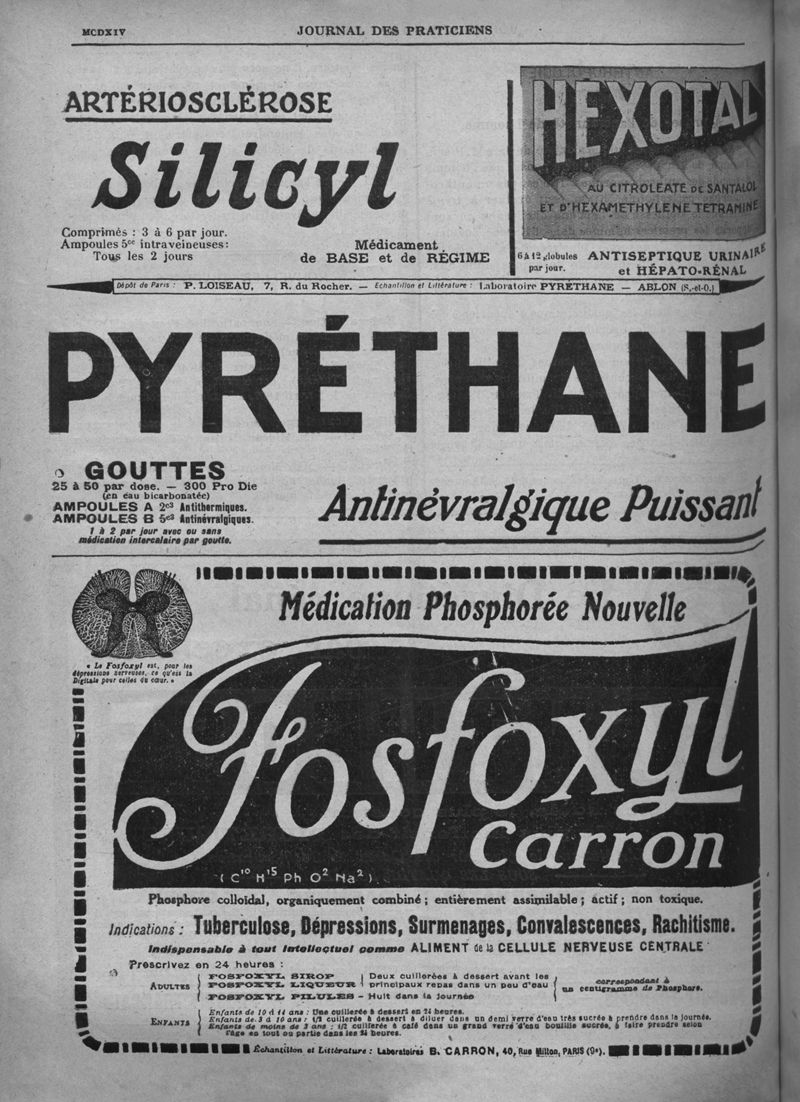 MCDXIV
JOURNAL DES PRATICIENS
ARTÉRIOSCLÉROSE
Silicyl
Comprimés : 3 à 6 par jour.
Ampoules 5cc intraveineuses :
Tous les 2 jours
Médicament
de BASE et de RÉGIME
HEXOTAL
AU CITROLEATE DE SANTALOL
ET D'HEXAMETHYLENE TETRAMINE
6 à 12 globules
par jour.
ANTISEPTIQUE URINAIRE
et HÉPATO-RÉNAL
Dépôt de Paris : P. LOISEAU, 7, R. du Rocher. — Echantillon et Littérature : Laboratoire PYRÉTHANE — ABLON (S.-et-O.)
PYRÉTHANE
GOUTTES
25 à 50 par dose. — 300 Pro Die
(en eau bicarbonatée)
AMPOULES A 2cs Antithermiques.
AMPOULES B 5cs Antinévralgiques.
1 à 2 par jour avec ou sans
médication intercalaire par goutte.
Antinévralgique Puissant
Médication Phosphorée Nouvelle
« Le Fosfoxyl est, pour les
dépressions nerveuses, ce qu'est la
Digitale pour celles du cœur. »
Fosfoxyl
Carron
(C10 H15 Ph O2 Na2)
Phosphore colloïdal, organiquement combiné ; entièrement assimilable ; actif ; non toxique.
Indications : Tuberculose, Dépressions, Surmenages, Convalescences, Rachitisme.
Indispensable à tout Intellectuel comme ALIMENT de la CELLULE NERVEUSE CENTRALE
Prescrivez en 24 heures :
ADULTES
FOSFOXYL SIROP
FOSFOXYL LIQUEUR
Deux cuillerées à dessert avant les
principaux repas dans un peu d'eau
FOSFOXYL PILULES - Huit dans la journée
correspondant à
un centigramme de Phosphore.
ENFANTS
Enfants de 10 à 14 ans : Une cuillerée à dessert en 24 heures.
Enfants de 3 à 10 ans : 1/2 cuillerée à dessert à diluer dans un demi verre d'eau très sucrée à prendre dans la journée.
Enfants de moins de 3 ans : 1/2 cuillerée à café dans un grand verre d'eau bouillie sucrée, à faire prendre selon
l'âge en tout ou partie dans les 24 heures.
Échantillon et Littérature : Laboratoires B. CARRON, 40, Rue Milton, PARIS (9e).